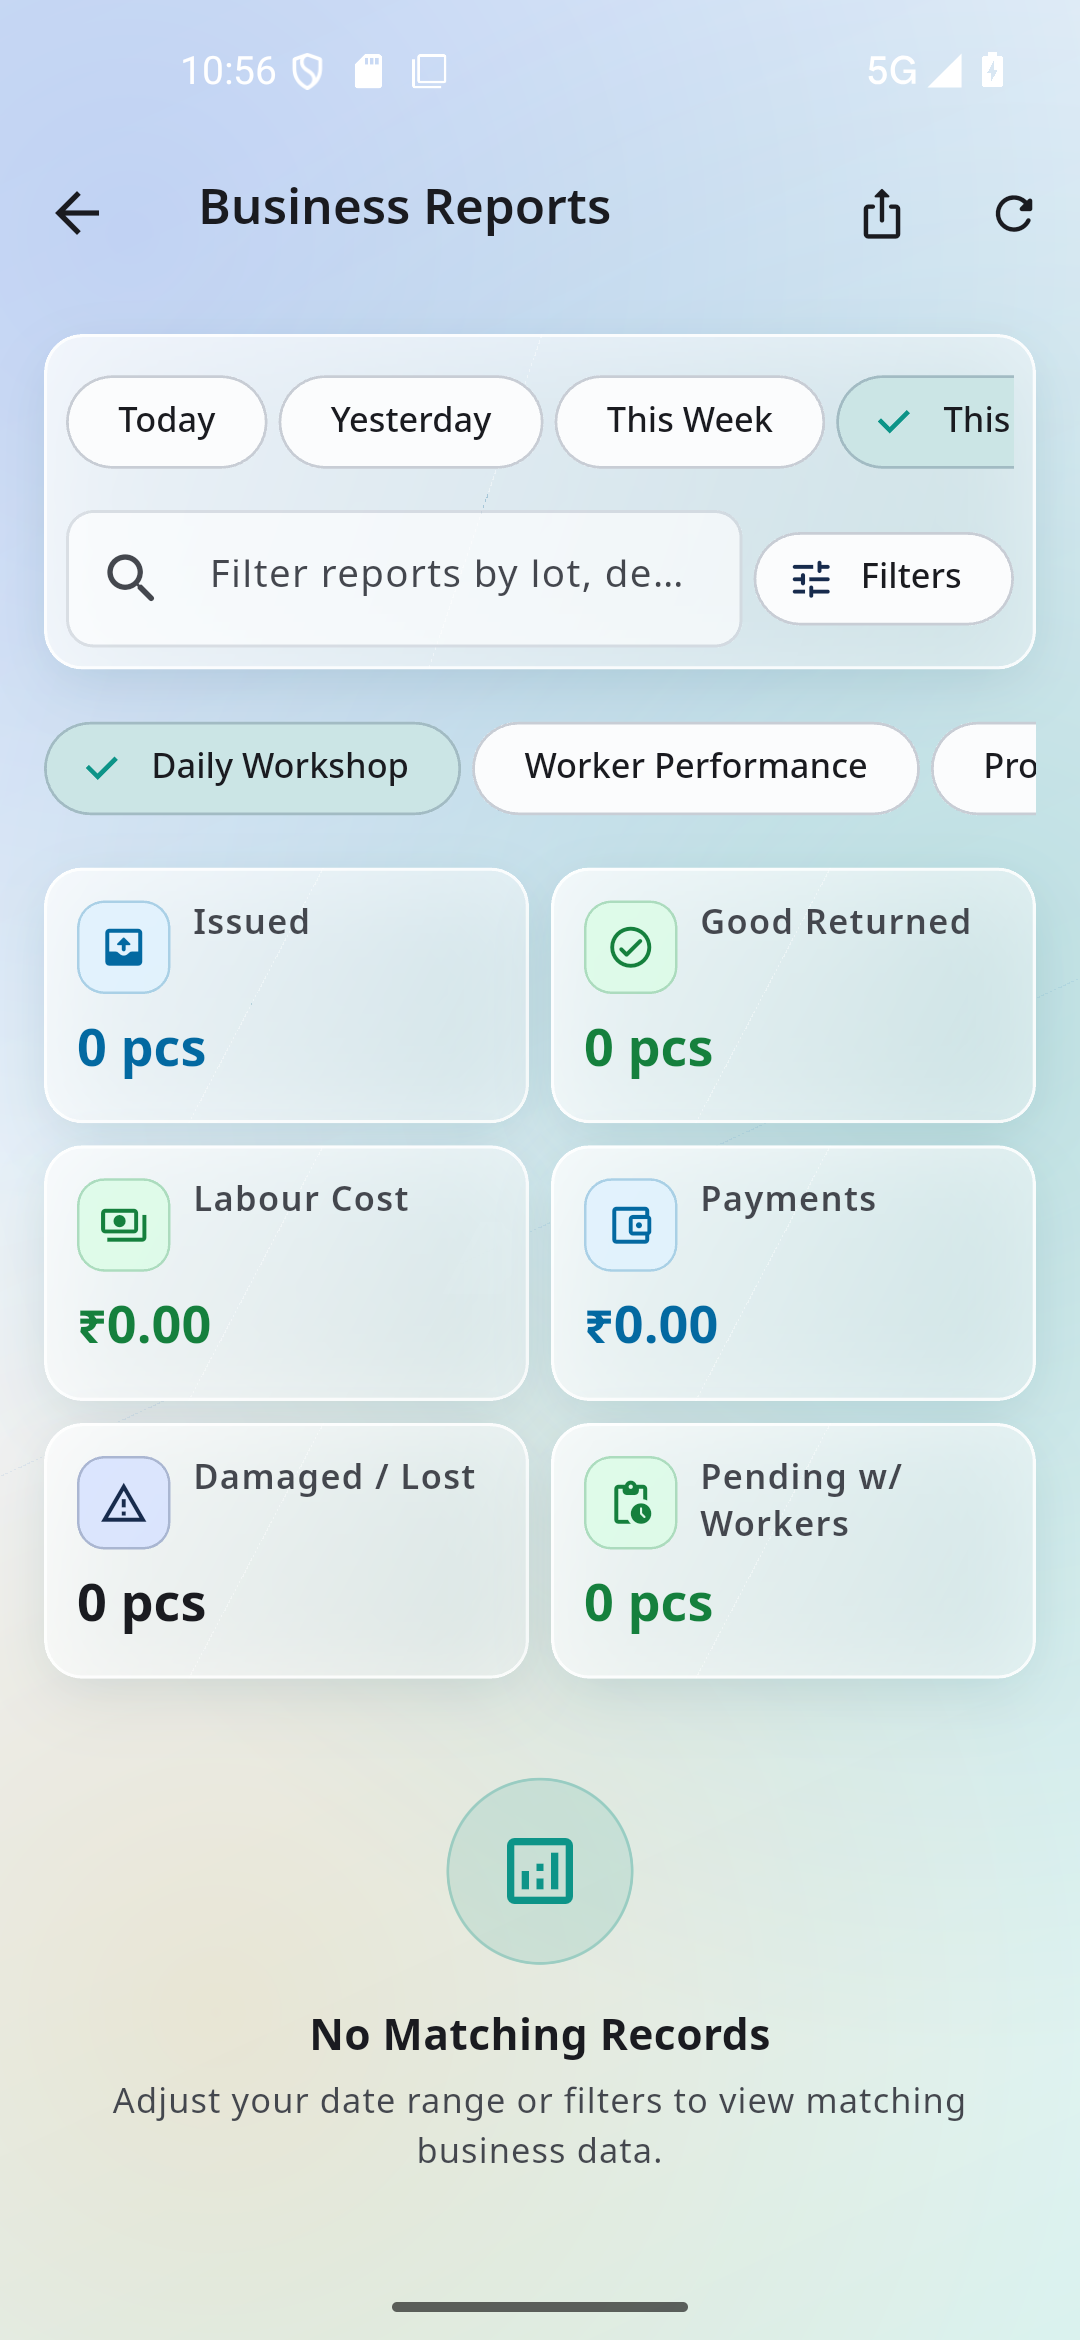 10:56
5G
Business Reports
Today
Yesterday
This Week
This
Filter reports by lot, de...
Filters
Daily Workshop
Worker Performance
Pro
Issued
Good Returned
0 pcs
0 pcs
Labour Cost
Payments
₹0.00
₹0.00
Damaged / Lost
Pending w/
Workers
0 pcs
0 pcs
No Matching Records
Adjust your date range or filters to view matching
business data.